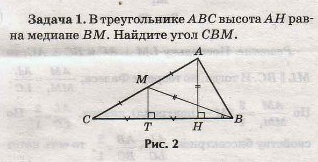 Задача 1. В треугольнике ABC высота AH рав-
на медиане BM. Найдите угол CBM.
A
M
C
T
H
B
Рис. 2